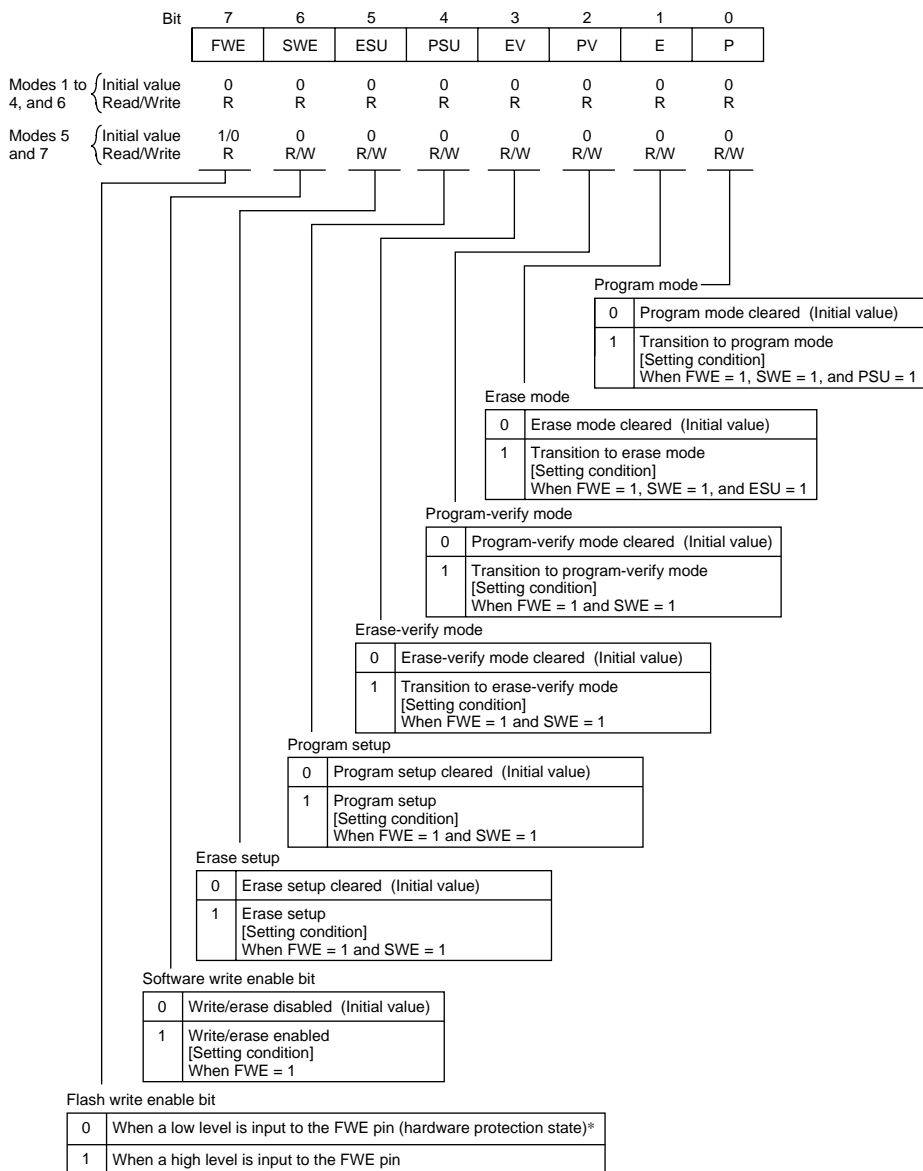 Bit 7 6 5 4 3 2 1 0
FWE SWE ESU PSU EV PV E P
Modes 1 to 4, and 6
Initial value 0 0 0 0 0 0 0 0
Read/Write R R R R R R R R
Modes 5 and 7
Initial value 1/0 0 0 0 0 0 0 0
Read/Write R R/W R/W R/W R/W R/W R/W R/W
Program mode
0 Program mode cleared (Initial value)
1 Transition to program mode
[Setting condition]
When FWE = 1, SWE = 1, and PSU = 1
Erase mode
0 Erase mode cleared (Initial value)
1 Transition to erase mode
[Setting condition]
When FWE = 1, SWE = 1, and ESU = 1
Program-verify mode
0 Program-verify mode cleared (Initial value)
1 Transition to program-verify mode
[Setting condition]
When FWE = 1 and SWE = 1
Erase-verify mode
0 Erase-verify mode cleared (Initial value)
1 Transition to erase-verify mode
[Setting condition]
When FWE = 1 and SWE = 1
Program setup
0 Program setup cleared (Initial value)
1 Program setup
[Setting condition]
When FWE = 1 and SWE = 1
Erase setup
0 Erase setup cleared (Initial value)
1 Erase setup
[Setting condition]
When FWE = 1 and SWE = 1
Software write enable bit
0 Write/erase disabled (Initial value)
1 Write/erase enabled
[Setting condition]
When FWE = 1
Flash write enable bit
0 When a low level is input to the FWE pin (hardware protection state)*
1 When a high level is input to the FWE pin